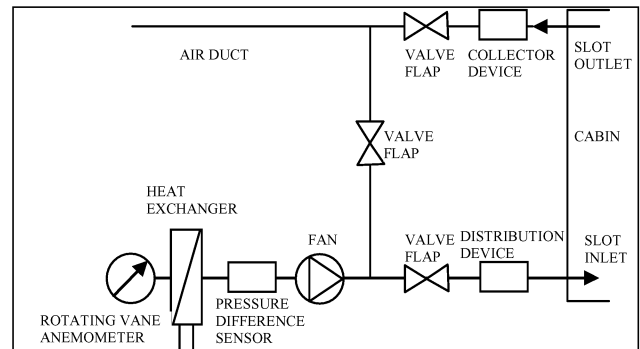 AIR DUCT
VALVE
FLAP
COLLECTOR
DEVICE
SLOT
OUTLET
VALVE
FLAP
CABIN
HEAT
EXCHANGER
FAN
VALVE
FLAP
DISTRIBUTION
DEVICE
SLOT
INLET
ROTATING VANE
ANEMOMETER
PRESSURE
DIFFERENCE
SENSOR